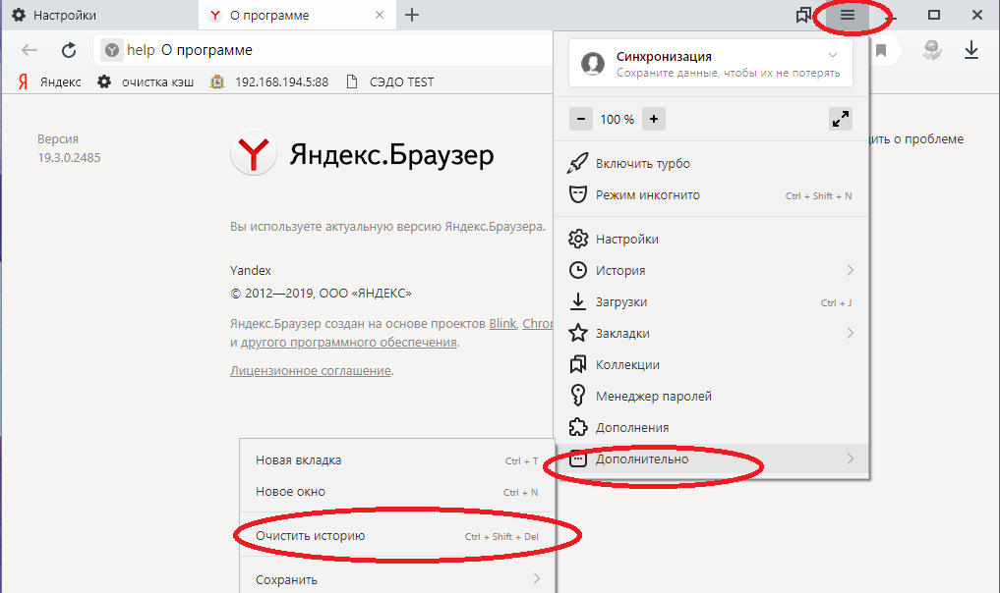 Настройки
О программе
help О программе
Яндекс
очистка кэш
192.168.194.5:88
СЭДО TEST
Версия
19.3.0.2485
Яндекс.Браузер
Вы используете актуальную версию Яндекс.Браузера.
Yandex
© 2012—2019, ООО «ЯНДЕКС»
Яндекс.Браузер создан на основе проектов Blink, Chror
и другого программного обеспечения.
Лицензионное соглашение.
дить о проблеме
Синхронизация
Сохраните данные, чтобы их не потерять
− 100 % +
Включить турбо
Режим инкогнито Ctrl + Shift + N
Настройки
История
Загрузки Ctrl + J
Закладки
Коллекции
Менеджер паролей
Дополнения
Дополнительно
Новая вкладка Ctrl + T
Новое окно Ctrl + N
Очистить историю Ctrl + Shift + Del
Сохранить